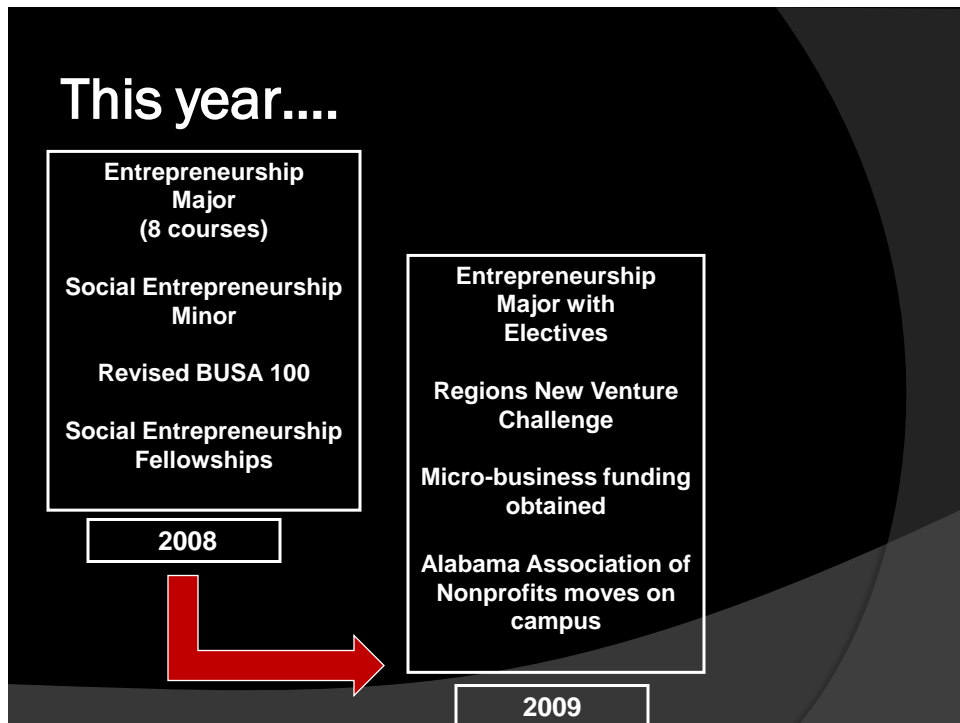 This year....
Entrepreneurship
Major
(8 courses)
Social Entrepreneurship
Minor
Revised BUSA 100
Social Entrepreneurship
Fellowships
2008
Entrepreneurship
Major with
Electives
Regions New Venture
Challenge
Micro-business funding
obtained
Alabama Association of
Nonprofits moves on
campus
2009